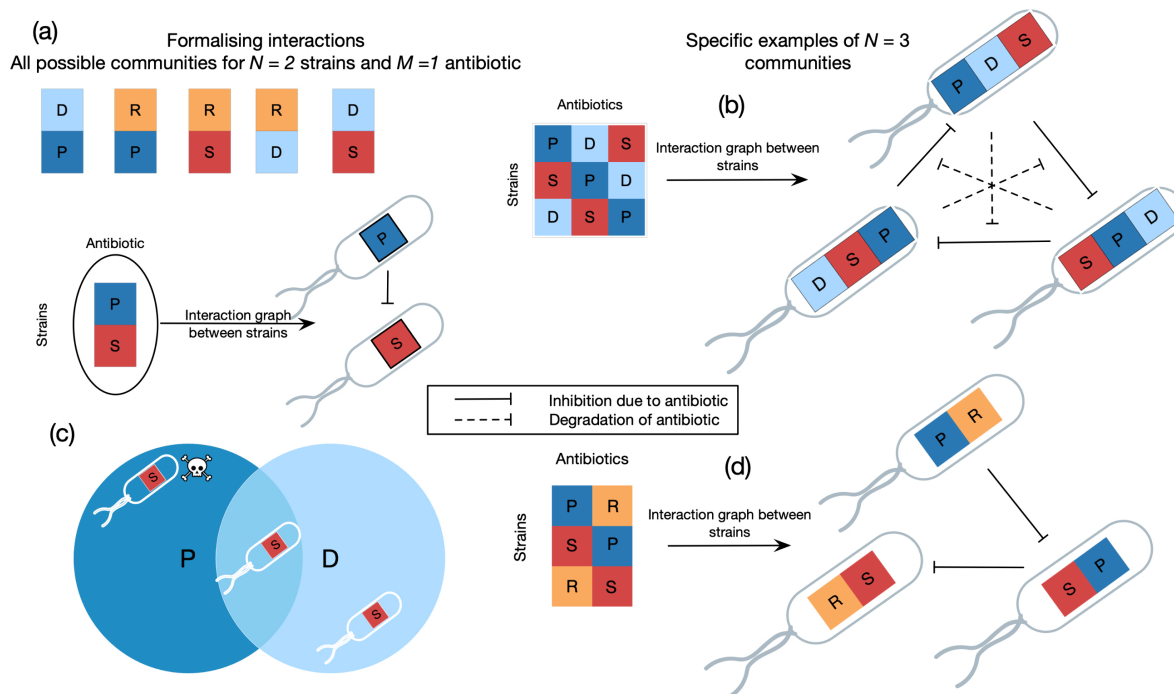 (a)
Formalising interactions
All possible communities for N = 2 strains and M =1 antibiotic
D R R R D
P P S D S
Antibiotic
Strains
P
S
Interaction graph
between strains
P
S
Specific examples of N = 3
communities
(b)
Antibiotics
Strains
P D S
S P D
D S P
Interaction graph between
strains
P D S
D S P
S P D
Inhibition due to antibiotic
Degradation of antibiotic
(c)
S
P
S
D
S
(d)
Antibiotics
Strains
P R
S P
R S
Interaction graph between
strains
P R
R S
S P